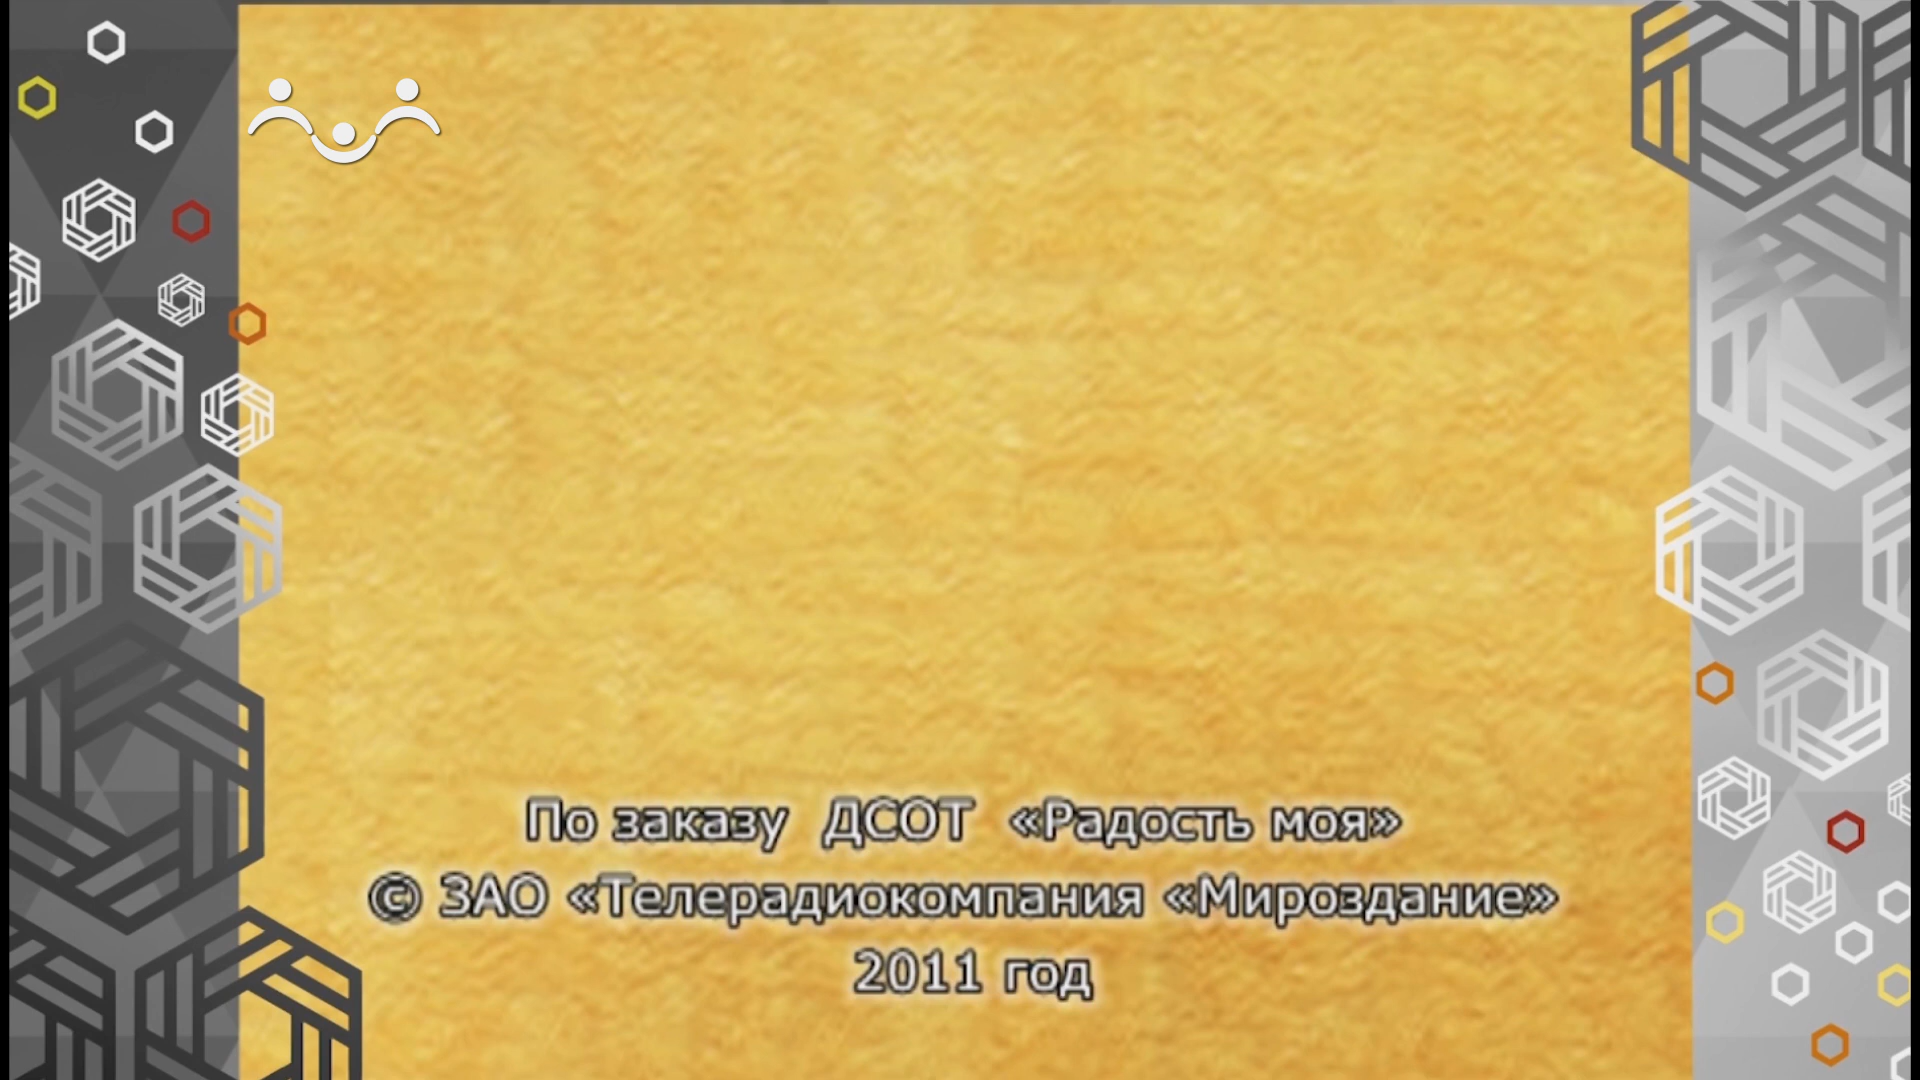 По заказу ДСОТ «Радость моя»
© ЗАО «Телерадиокомпания «Мироздание»
2011 год